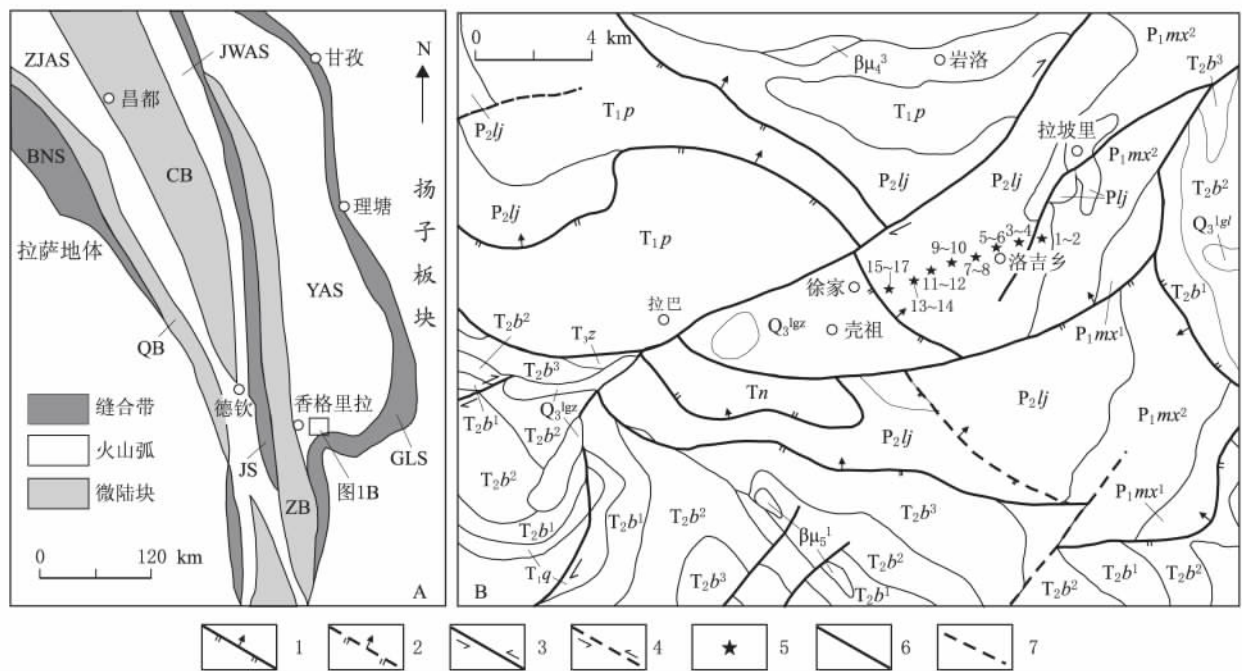 ZJAS
JWAS
甘孜
N
昌都
BNS
CB
扬子板块
理塘
拉萨地体
YAS
QB
缝合带
德钦
香格里拉
火山弧
JS
GLS
微陆块
ZB
图1B
0 120 km
A
0 4 km
βμ₄³
岩洛
P₁mx²
T₂b³
P₂lj
T₁p
T₁p
拉坡里
P₁mx²
P₂lj
P₂lj
Plj
T₂b²
P₂lj
Q₃ˡᵍˡ
T₁p
9~10
5~6
3~4
1~2
15~17
7~8
洛吉乡
徐家
11~12
13~14
拉巴
T₂b¹
T₂b²
T₃z
Q₃ˡᵍᶻ
壳祖
P₁mx¹
T₂b³
Tn
P₂lj
T₂b¹
Q₃ˡᵍᶻ
T₂b²
P₂lj
P₁mx²
T₂b²
P₁mx¹
T₂b¹
T₂b¹
T₂b²
T₂b³
βμ₅¹
T₂b²
T₁q
T₂b³
T₂b¹
T₂b²
T₂b¹
T₂b²
B
1
2
3
4
5
6
7